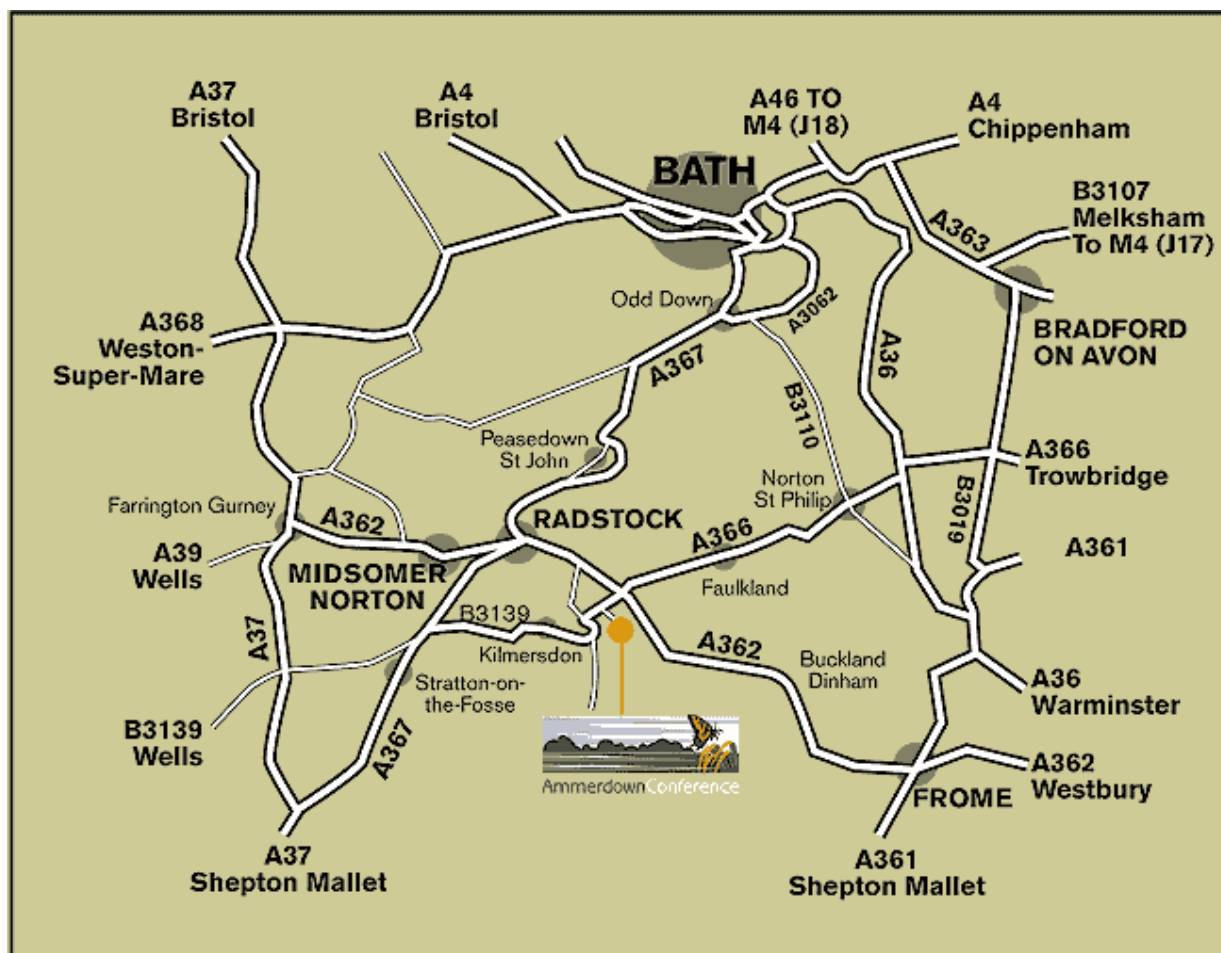 A37
Bristol
A4
Bristol
A46 TO
M4 (J18)
A4
Chippenham
BATH
B3107
Melksham
To M4 (J17)
A363
Odd Down
A3062
A368
Weston-
Super-Mare
A367
A36
BRADFORD
ON AVON
B3110
Peasedown
St John
A366
Trowbridge
Norton
St Philip
Farrington Gurney
A362
RADSTOCK
A366
B3019
A39
Wells
MIDSOMER
NORTON
A361
Faulkland
B3139
A37
Kilmersdon
A362
Buckland
Dinham
Stratton-on-
the-Fosse
A36
Warminster
B3139
Wells
A367
AmmerdownConference
A362
Westbury
FROME
A37
Shepton Mallet
A361
Shepton Mallet